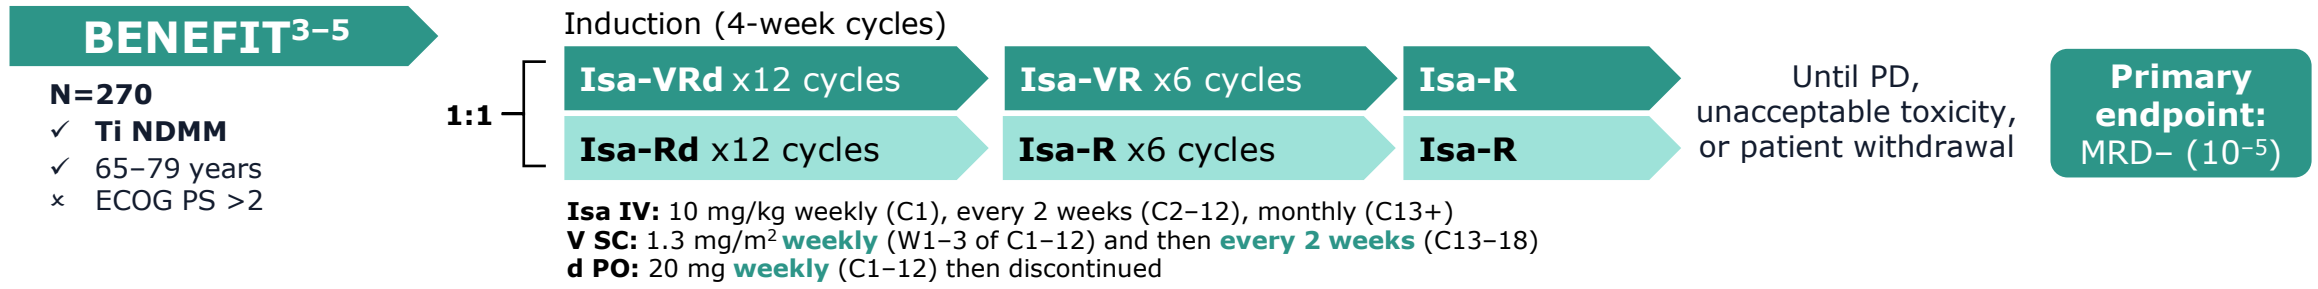 BENEFIT³⁻⁵
N=270
✓ Ti NDMM
✓ 65–79 years
× ECOG PS >2
1:1
Induction (4-week cycles)
Isa-VRd x12 cycles
Isa-VR x6 cycles
Isa-R
Isa-Rd x12 cycles
Isa-R x6 cycles
Isa-R
Until PD,
unacceptable toxicity,
or patient withdrawal
Primary
endpoint:
MRD– (10⁻⁵)
Isa IV: 10 mg/kg weekly (C1), every 2 weeks (C2–12), monthly (C13+)
V SC: 1.3 mg/m² weekly (W1–3 of C1–12) and then every 2 weeks (C13–18)
d PO: 20 mg weekly (C1–12) then discontinued